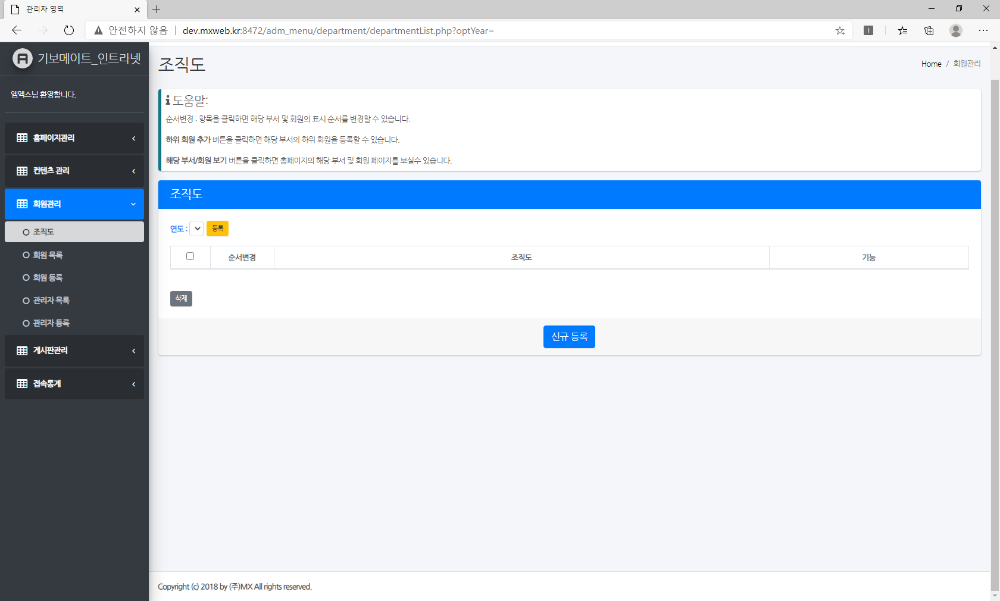 관리자 영역
안전하지 않음 | dev.mxweb.kr:8472/adm_menu/department/departmentList.php?optYear=
기보메이트_인트라넷
엠엑스님 환영합니다.
홈페이지관리
컨텐츠 관리
회원관리
조직도
회원 목록
회원 등록
관리자 목록
관리자 등록
게시판관리
접속통계
조직도
Home / 회원관리
도움말:
순서변경 : 항목을 클릭하면 해당 부서 및 회원의 표시 순서를 변경할 수 있습니다.
하위 회원 추가 버튼을 클릭하면 해당 부서의 하위 회원을 등록할 수 있습니다.
해당 부서/회원 보기 버튼을 클릭하면 홈페이지의 해당 부서 및 회원 페이지를 보실수 있습니다.
조직도
연도 : 등록
순서변경 조직도 기능
삭제
신규 등록
Copyright (c) 2018 by (주)MX All rights reserved.